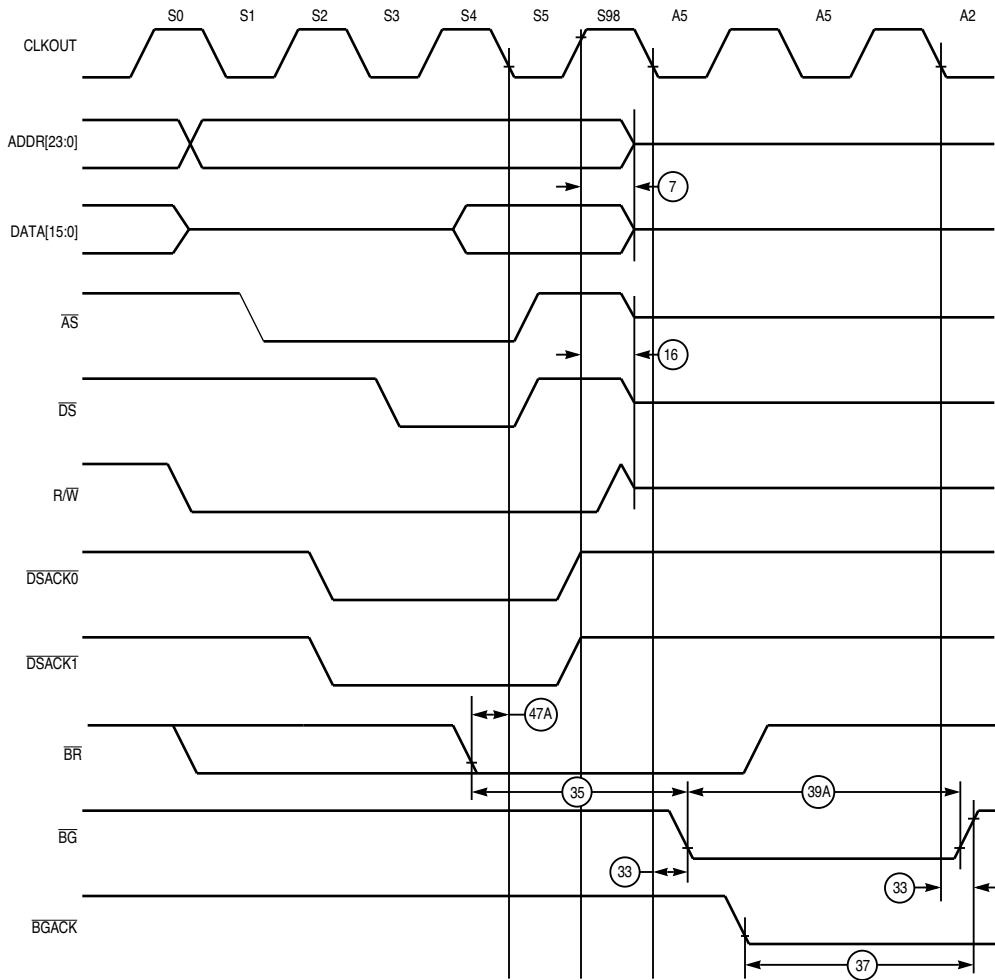 S0 S1 S2 S3 S4 S5 S98 A5 A5 A2
CLKOUT
ADDR[23:0]
7
DATA[15:0]
AS
16
DS
R/W
DSACK0
DSACK1
47A
BR
35 39A
BG
33 33
BGACK
37